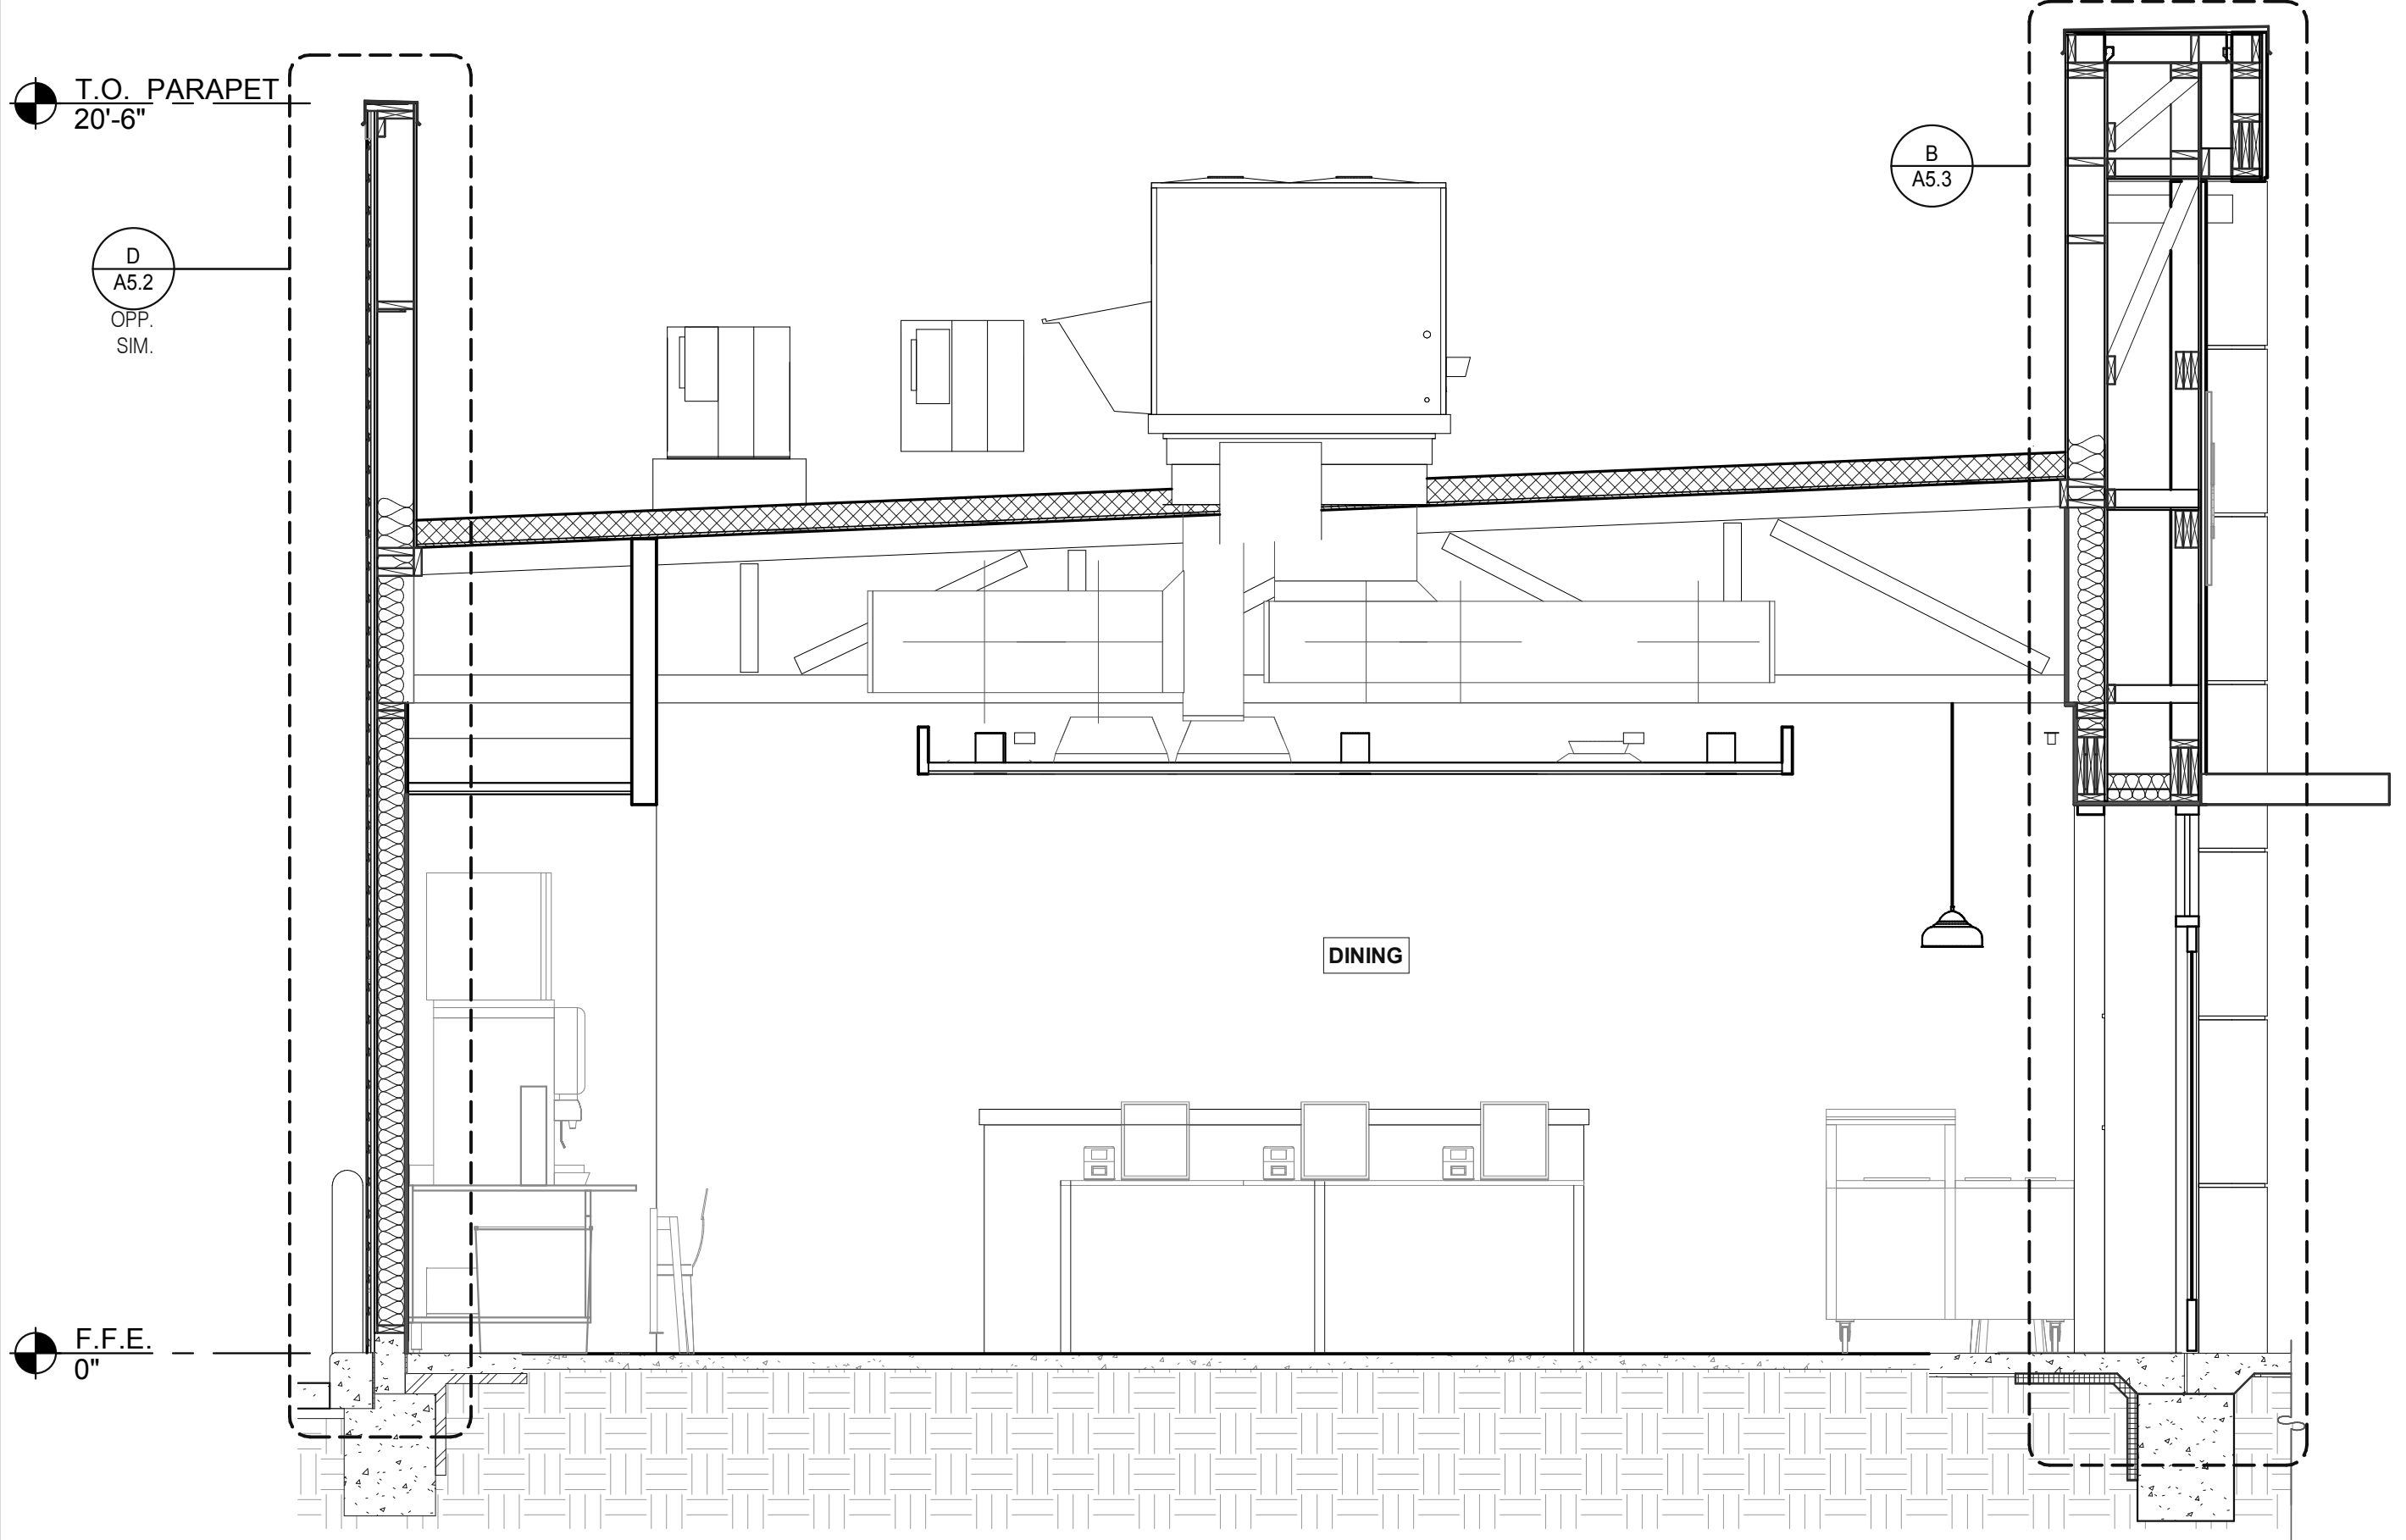 T.O. PARAPET
20'-6"
B
A5.3
D
A5.2
OPP.
SIM.
DINING
F.F.E.
0"